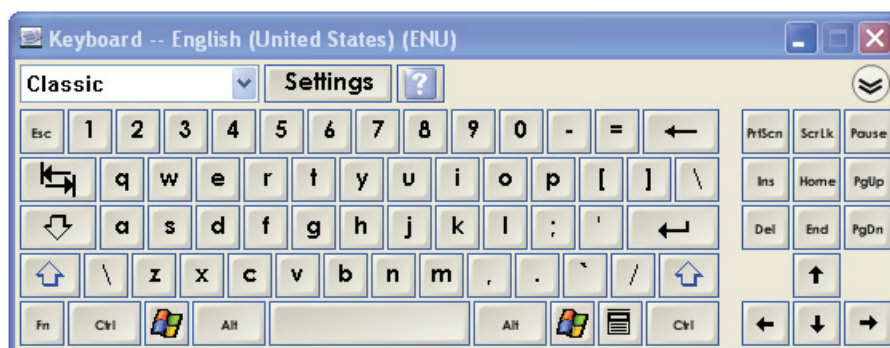 Keyboard -- English (United States) (ENU)
Classic Settings ?
Esc 1 2 3 4 5 6 7 8 9 0 - = PrtScn ScrLk Pause
q w e r t y u i o p [ ] \ Ins Home PgUp
a s d f g h j k l ; ' Del End PgDn
\ z x c v b n m , . ` /
Fn Ctrl Alt Alt Ctrl